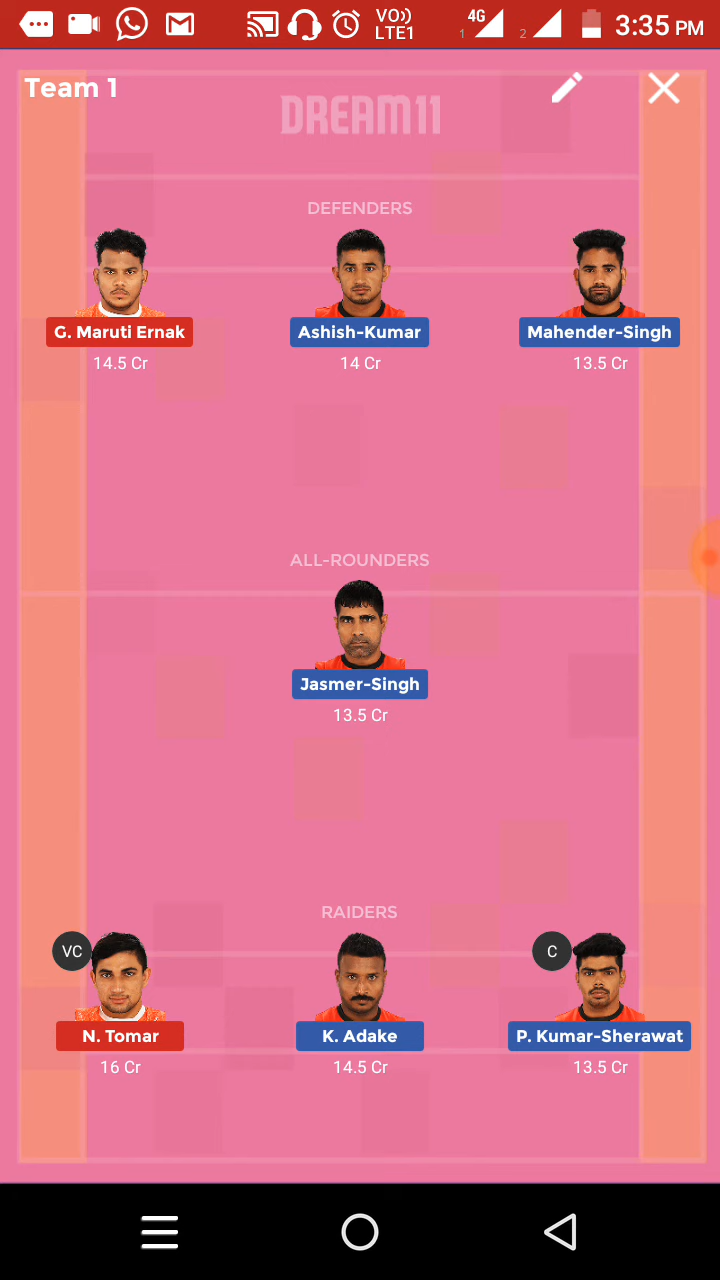 VO))
LTE1
4G
1
2
3:35 PM
Team 1
DREAM11
DEFENDERS
G. Maruti Ernak
Ashish-Kumar
Mahender-Singh
14.5 Cr
14 Cr
13.5 Cr
ALL-ROUNDERS
Jasmer-Singh
13.5 Cr
RAIDERS
VC
C
N. Tomar
K. Adake
P. Kumar-Sherawat
16 Cr
14.5 Cr
13.5 Cr